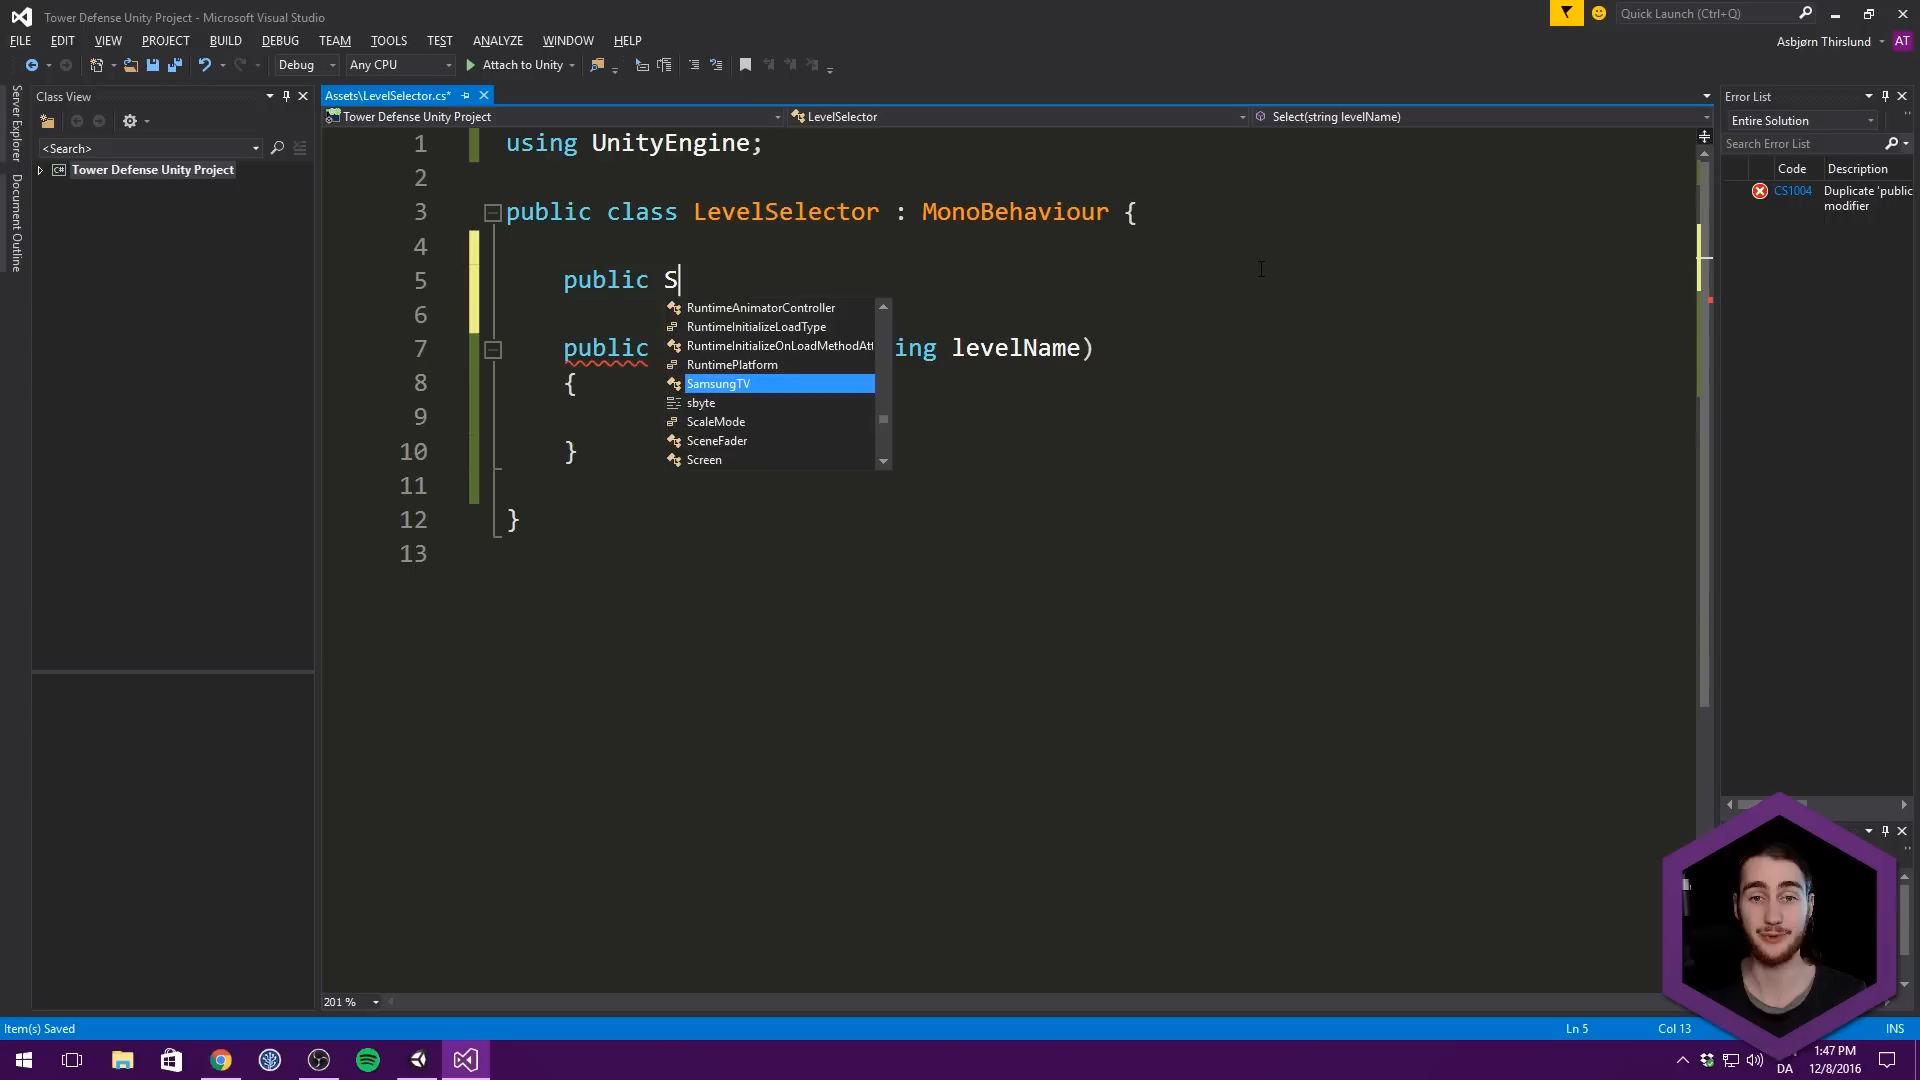 Tower Defense Unity Project - Microsoft Visual Studio
Quick Launch (Ctrl+Q)
FILE EDIT VIEW PROJECT BUILD DEBUG TEAM TOOLS TEST ANALYZE WINDOW HELP
Asbjørn Thirslund AT
Debug Any CPU Attach to Unity
Server Explorer
Document Outline
Class View
<Search>
Tower Defense Unity Project
Assets\LevelSelector.cs*
Tower Defense Unity Project LevelSelector Select(string levelName)
1 using UnityEngine;
2
3 public class LevelSelector : MonoBehaviour {
4
5 public S
6
7 public ing levelName)
8 {
9
10 }
11
12 }
13
RuntimeAnimatorController
RuntimeInitializeLoadType
RuntimeInitializeOnLoadMethodAtt
RuntimePlatform
SamsungTV
sbyte
ScaleMode
SceneFader
Screen
Error List
Entire Solution
Search Error List
Code Description
CS1004 Duplicate 'public
modifier
201 %
Item(s) Saved Ln 5 Col 13 INS
DA
1:47 PM
12/8/2016